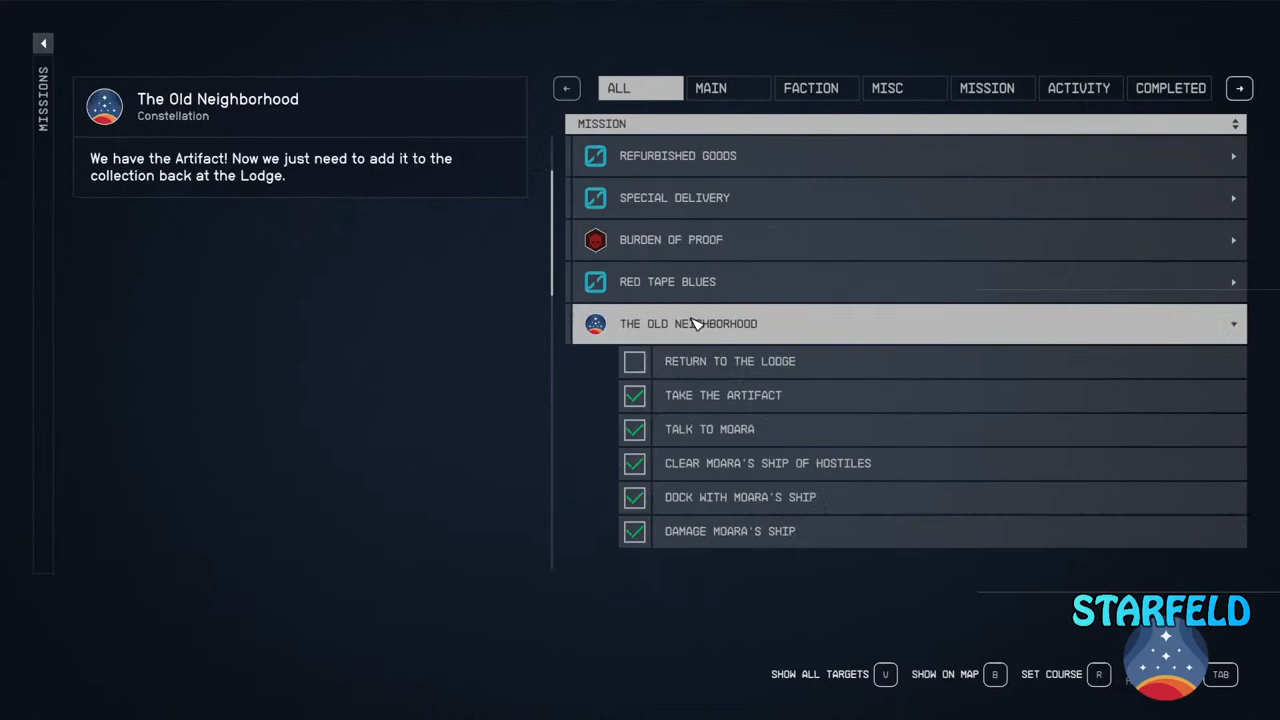 MISSIONS
The Old Neighborhood
Constellation
We have the Artifact! Now we just need to add it to the
collection back at the Lodge.
ALL
MAIN
FACTION
MISC
MISSION
ACTIVITY
COMPLETED
MISSION
REFURBISHED GOODS
SPECIAL DELIVERY
BURDEN OF PROOF
RED TAPE BLUES
THE OLD NEIGHBORHOOD
RETURN TO THE LODGE
TAKE THE ARTIFACT
TALK TO MOARA
CLEAR MOARA'S SHIP OF HOSTILES
DOCK WITH MOARA'S SHIP
DAMAGE MOARA'S SHIP
STARFELD
SHOW ALL TARGETS V
SHOW ON MAP B
SET COURSE R
TAB